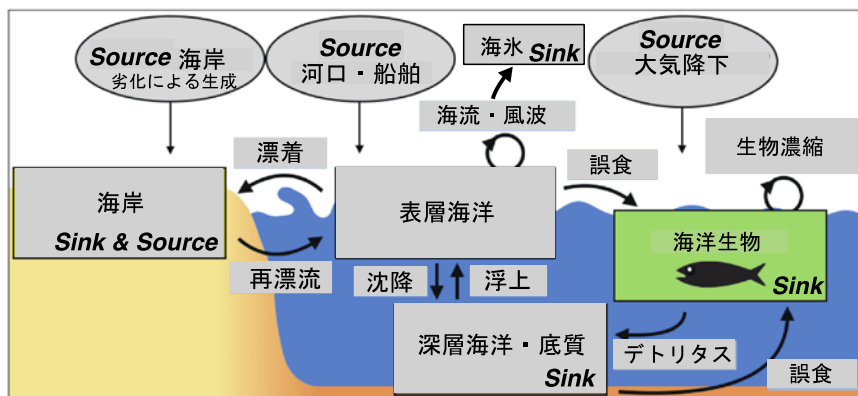 Source 海岸
劣化による生成
Source
河口・船舶
海氷 Sink
Source
大気降下
海流・風波
漂着
誤食
生物濃縮
海岸
Sink & Source
表層海洋
海洋生物
Sink
再漂流
沈降
浮上
深層海洋・底質
Sink
デトリタス
誤食